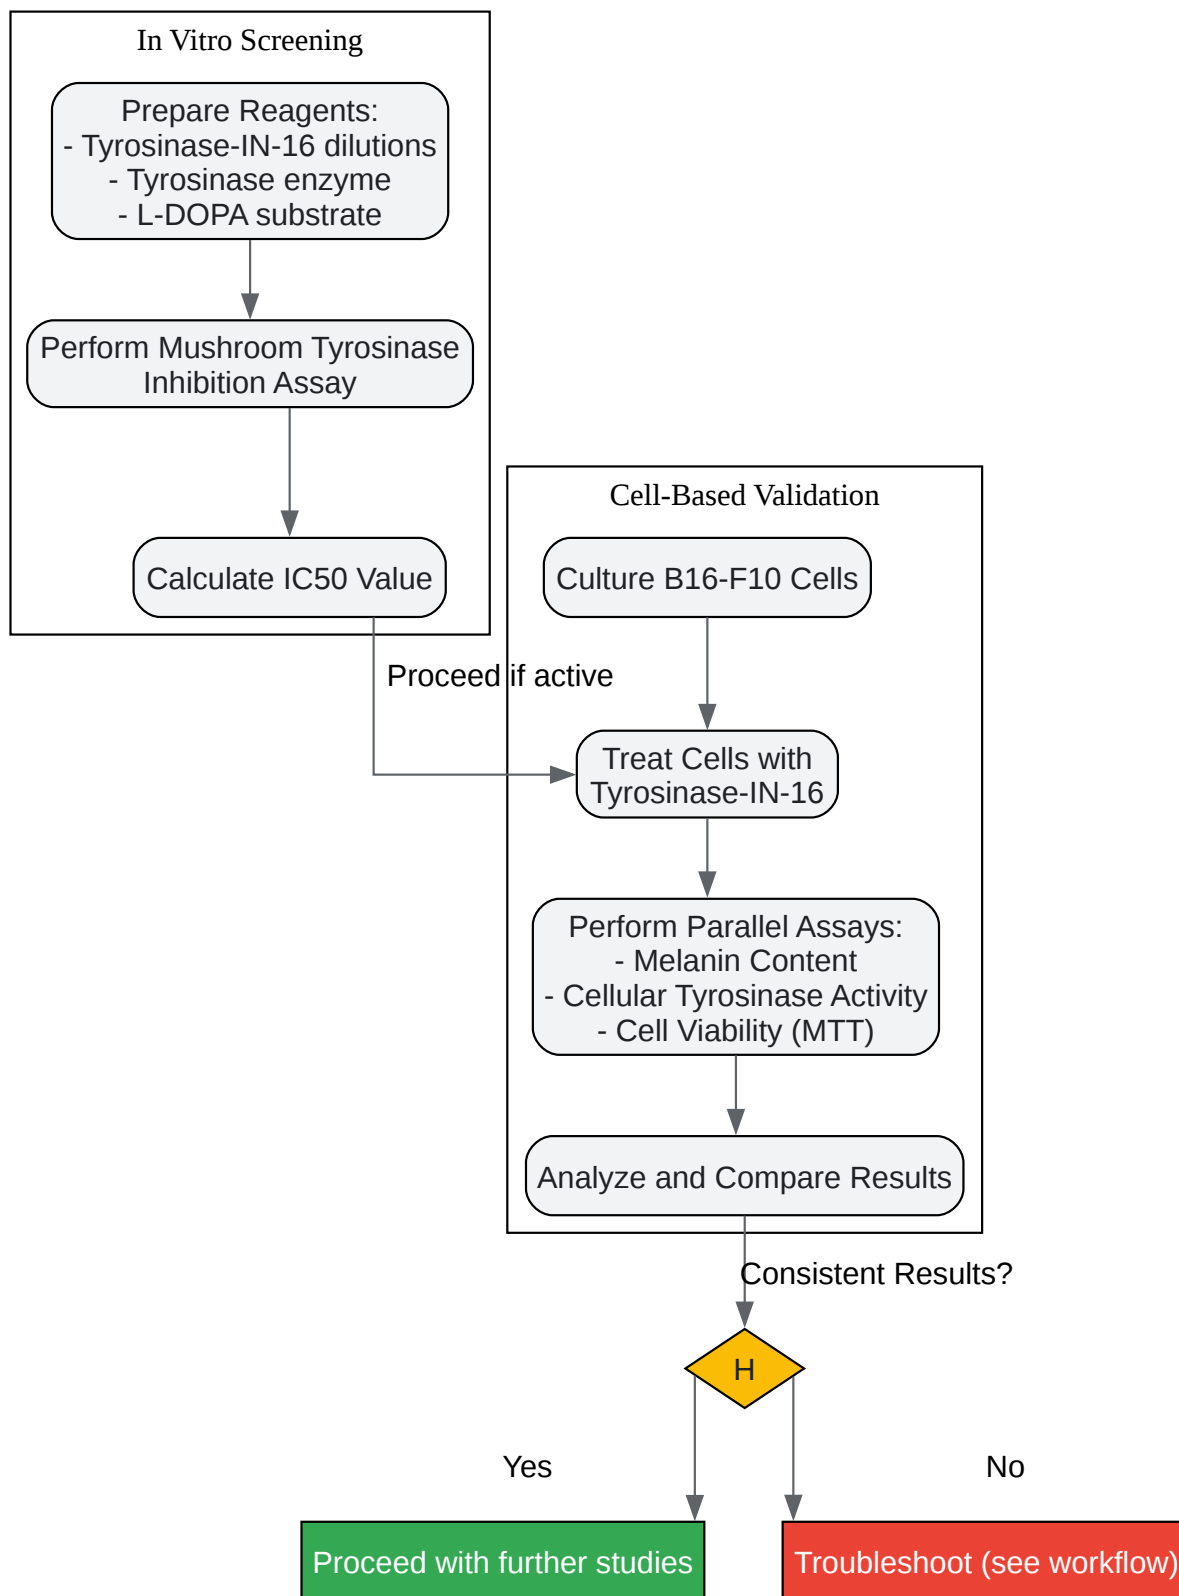 In Vitro Screening
Prepare Reagents:
- Tyrosinase-IN-16 dilutions
- Tyrosinase enzyme
- L-DOPA substrate
Perform Mushroom Tyrosinase
Inhibition Assay
Calculate IC50 Value
Proceed if active
Cell-Based Validation
Culture B16-F10 Cells
Treat Cells with
Tyrosinase-IN-16
Perform Parallel Assays:
- Melanin Content
- Cellular Tyrosinase Activity
- Cell Viability (MTT)
Analyze and Compare Results
Consistent Results?
H
Yes
No
Proceed with further studies
Troubleshoot (see workflow)